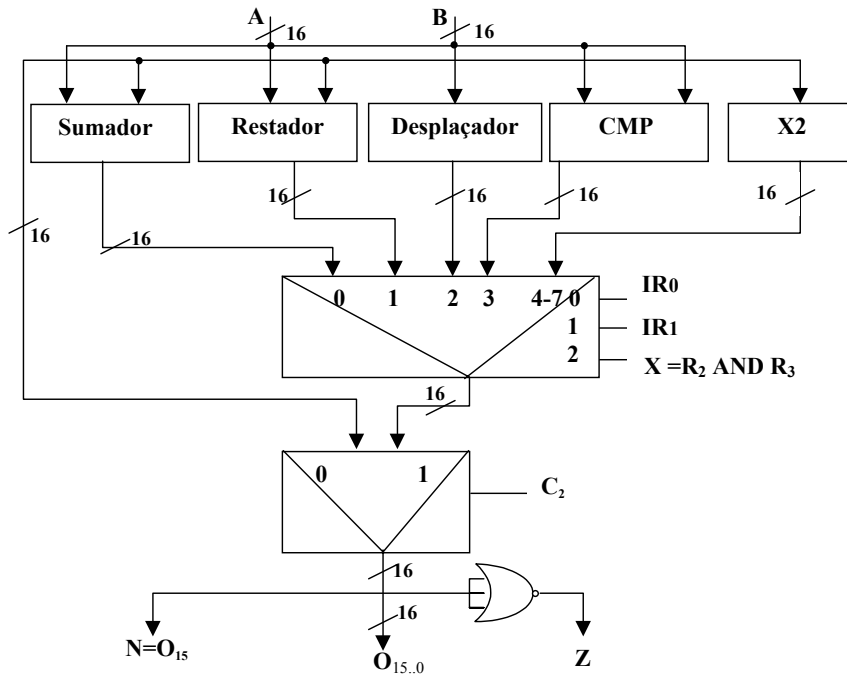 A B
16 16
Sumador Restador Desplaçador CMP X2
16 16 16 16
16 16
0 1 2 3 4-7 0 IR0
1 IR1
2 X =R₂ AND R₃
16
0 1 C₂
16
16
N=O₁₅ O₁₅..₀ Z